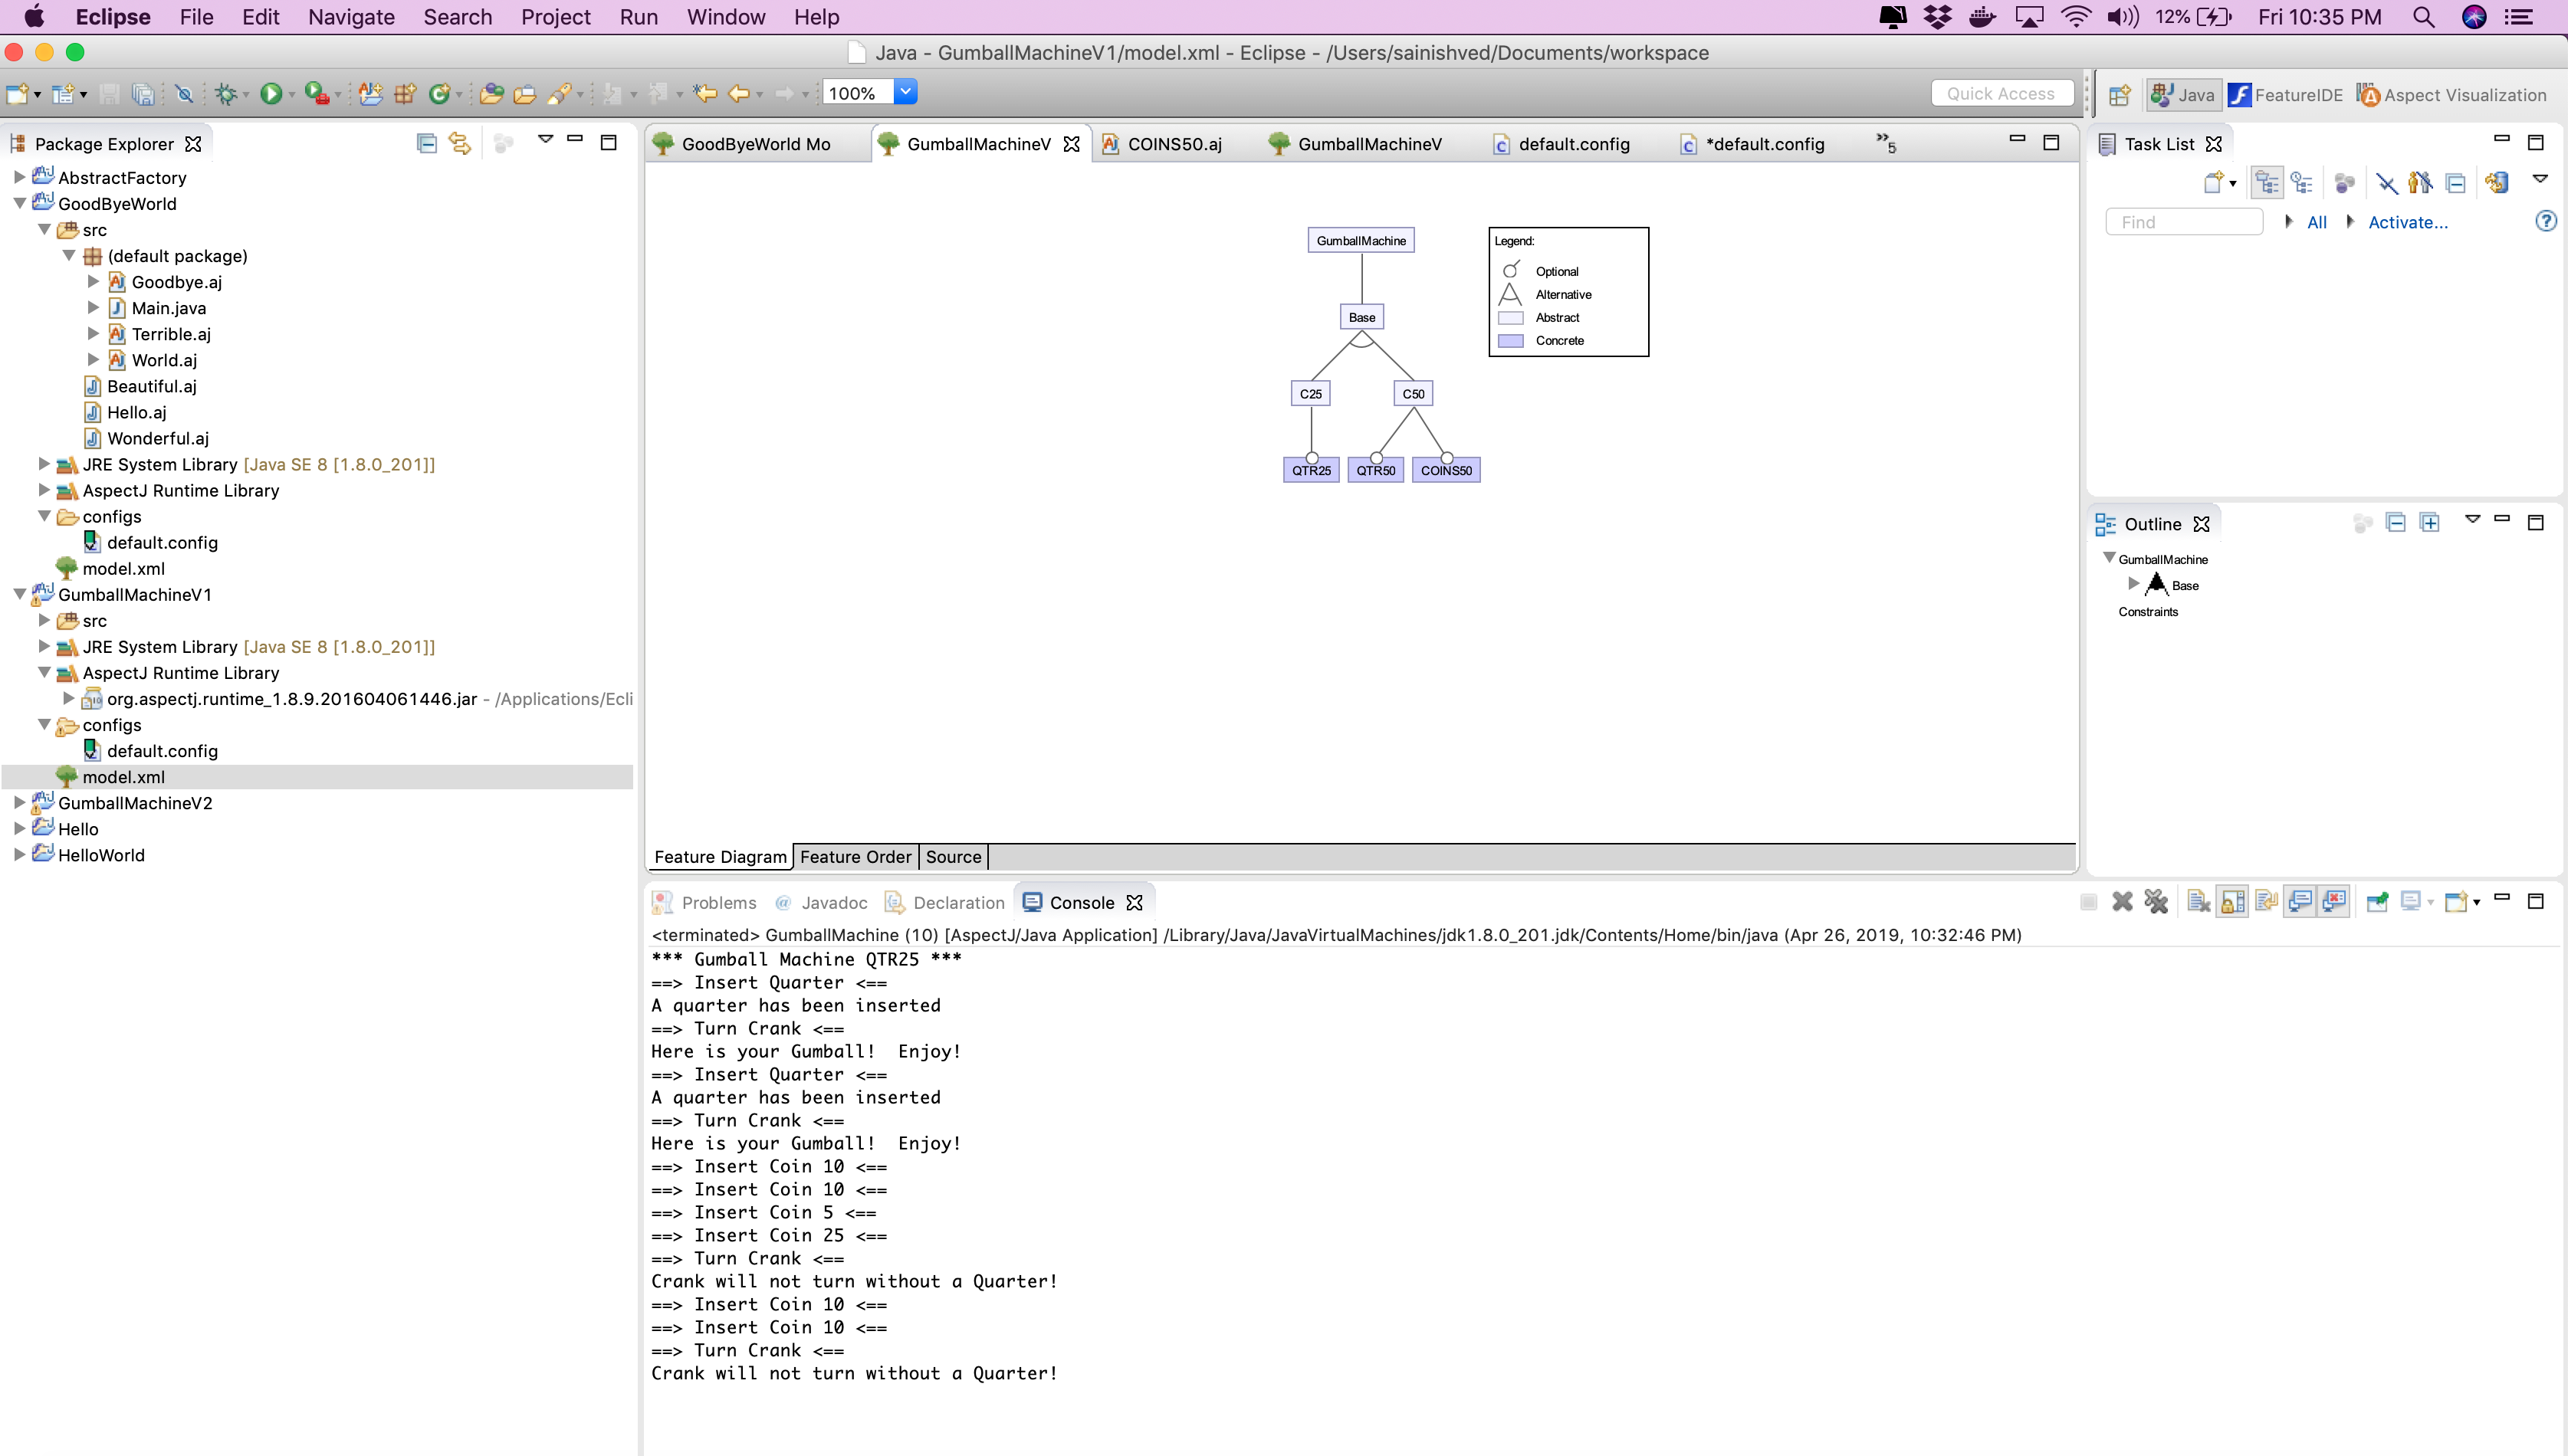 Eclipse File Edit Navigate Search Project Run Window Help 12% Fri 10:35 PM
Java - GumballMachineV1/model.xml - Eclipse - /Users/sainishved/Documents/workspace
100% Quick Access Java FeatureIDE Aspect Visualization
Package Explorer
AbstractFactory
GoodByeWorld
src
(default package)
Goodbye.aj
Main.java
Terrible.aj
World.aj
Beautiful.aj
Hello.aj
Wonderful.aj
JRE System Library [Java SE 8 [1.8.0_201]]
AspectJ Runtime Library
configs
default.config
model.xml
GumballMachineV1
src
JRE System Library [Java SE 8 [1.8.0_201]]
AspectJ Runtime Library
org.aspectj.runtime_1.8.9.201604061446.jar - /Applications/Ecli
configs
default.config
model.xml
GumballMachineV2
Hello
HelloWorld
GoodByeWorld Mo GumballMachineV COINS50.aj GumballMachineV default.config *default.config »5
GumballMachine
Base
C25 C50
QTR25 QTR50 COINS50
Legend:
Optional
Alternative
Abstract
Concrete
Feature Diagram Feature Order Source
Task List
Find All Activate...
Outline
GumballMachine
Base
Constraints
Problems Javadoc Declaration Console
<terminated> GumballMachine (10) [AspectJ/Java Application] /Library/Java/JavaVirtualMachines/jdk1.8.0_201.jdk/Contents/Home/bin/java (Apr 26, 2019, 10:32:46 PM)
*** Gumball Machine QTR25 ***
==> Insert Quarter <==
A quarter has been inserted
==> Turn Crank <==
Here is your Gumball!  Enjoy!
==> Insert Quarter <==
A quarter has been inserted
==> Turn Crank <==
Here is your Gumball!  Enjoy!
==> Insert Coin 10 <==
==> Insert Coin 10 <==
==> Insert Coin 5 <==
==> Insert Coin 25 <==
==> Turn Crank <==
Crank will not turn without a Quarter!
==> Insert Coin 10 <==
==> Insert Coin 10 <==
==> Turn Crank <==
Crank will not turn without a Quarter!